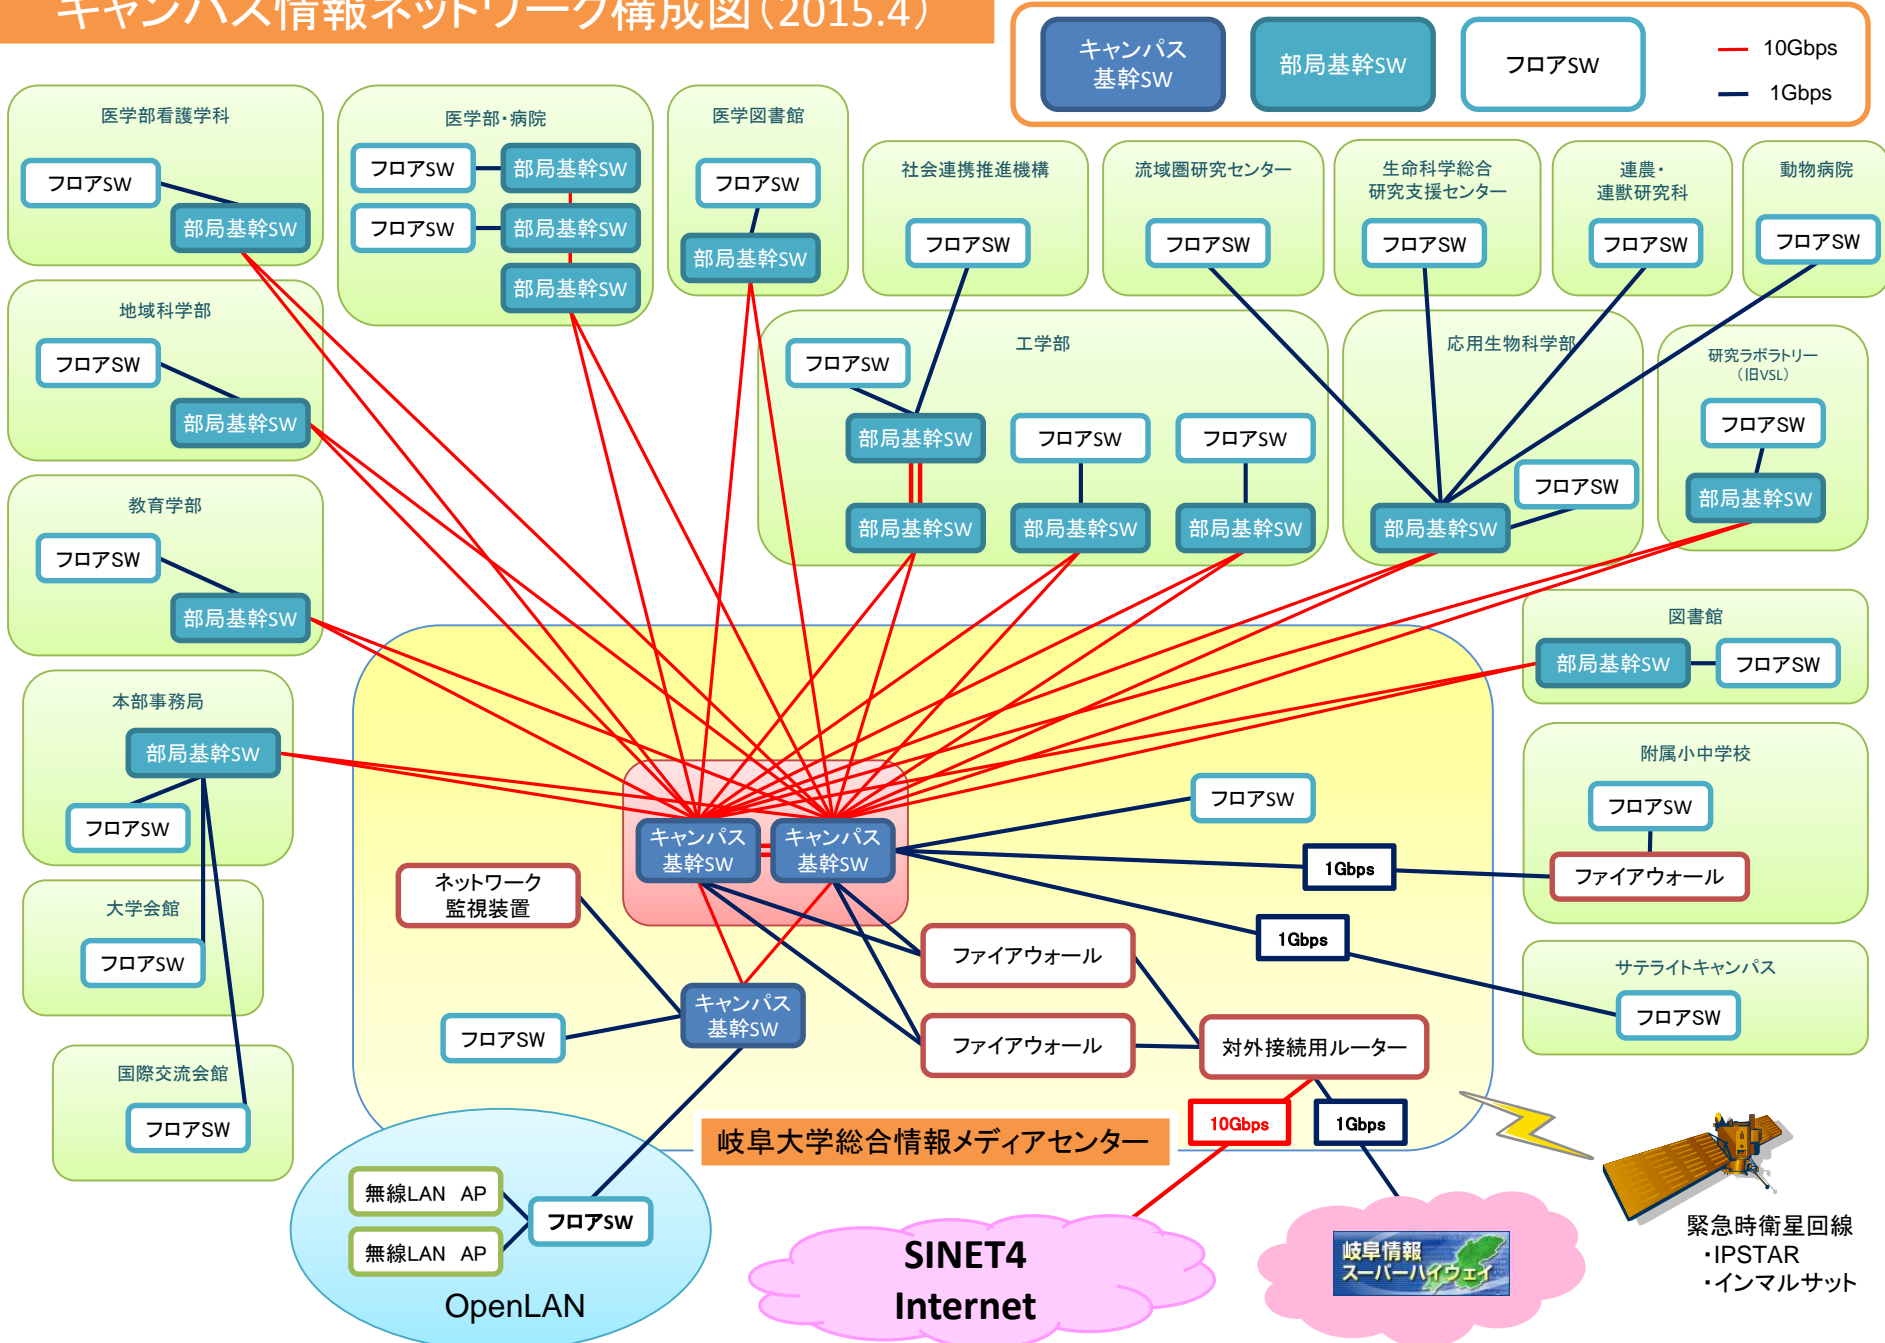 キャンパス情報ネットワーク構成図(2015.4)
キャンパス
基幹SW
部局基幹SW
フロアSW
10Gbps
1Gbps
医学部看護学科
フロアSW
部局基幹SW
医学部・病院
フロアSW
部局基幹SW
フロアSW
部局基幹SW
部局基幹SW
医学図書館
フロアSW
部局基幹SW
社会連携推進機構
フロアSW
流域圏研究センター
フロアSW
生命科学総合
研究支援センター
フロアSW
連農・
連獣研究科
フロアSW
動物病院
フロアSW
地域科学部
フロアSW
部局基幹SW
工学部
フロアSW
部局基幹SW
フロアSW
フロアSW
部局基幹SW
部局基幹SW
部局基幹SW
応用生物科学部
フロアSW
部局基幹SW
研究ラボラトリー
(旧VSL)
フロアSW
部局基幹SW
教育学部
フロアSW
部局基幹SW
図書館
部局基幹SW
フロアSW
本部事務局
部局基幹SW
フロアSW
附属小中学校
フロアSW
ファイアウォール
フロアSW
キャンパス
基幹SW
キャンパス
基幹SW
1Gbps
1Gbps
ネットワーク
監視装置
大学会館
フロアSW
ファイアウォール
サテライトキャンパス
フロアSW
キャンパス
基幹SW
フロアSW
ファイアウォール
対外接続用ルーター
国際交流会館
フロアSW
10Gbps
1Gbps
岐阜大学総合情報メディアセンター
無線LAN AP
フロアSW
無線LAN AP
OpenLAN
SINET4
Internet
岐阜情報
スーパーハイウェイ
緊急時衛星回線
・IPSTAR
・インマルサット